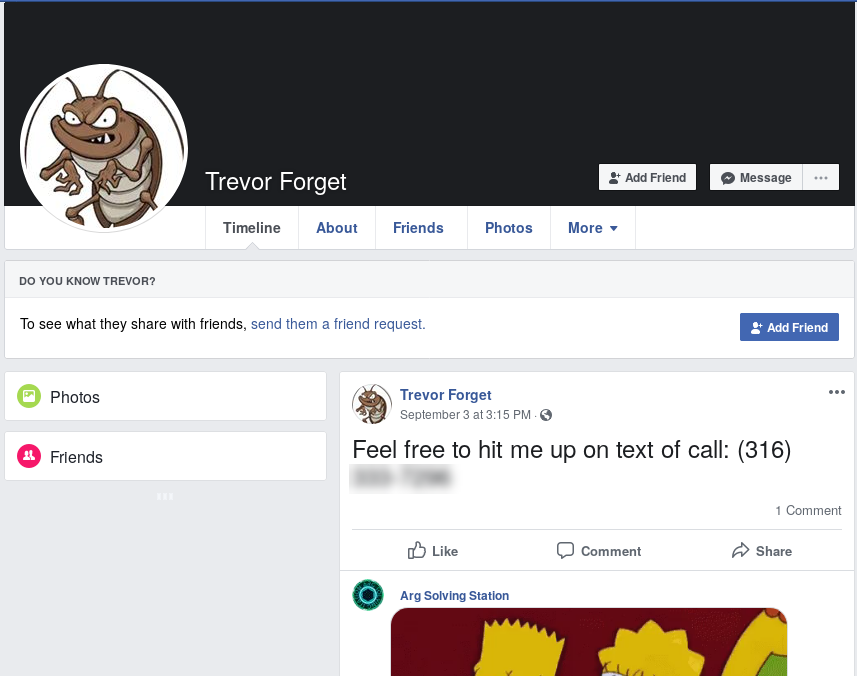 Trevor Forget
Add Friend
Message
Timeline
About
Friends
Photos
More
DO YOU KNOW TREVOR?
To see what they share with friends, send them a friend request.
Add Friend
Photos
Friends
Trevor Forget
September 3 at 3:15 PM ·
Feel free to hit me up on text of call: (316)
1 Comment
Like
Comment
Share
Arg Solving Station